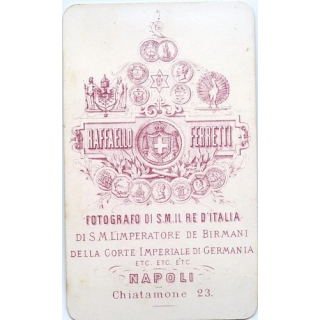 RAFFAELLO FERRETTI
FOTOGRAFO DI S.M. IL RE D'ITALIA
DI S.M. L'IMPERATORE DE BIRMANI
DELLA CORTE IMPERIALE DI GERMANIA
ETC. ETC. ETC.
NAPOLI
Chiatamone 23.